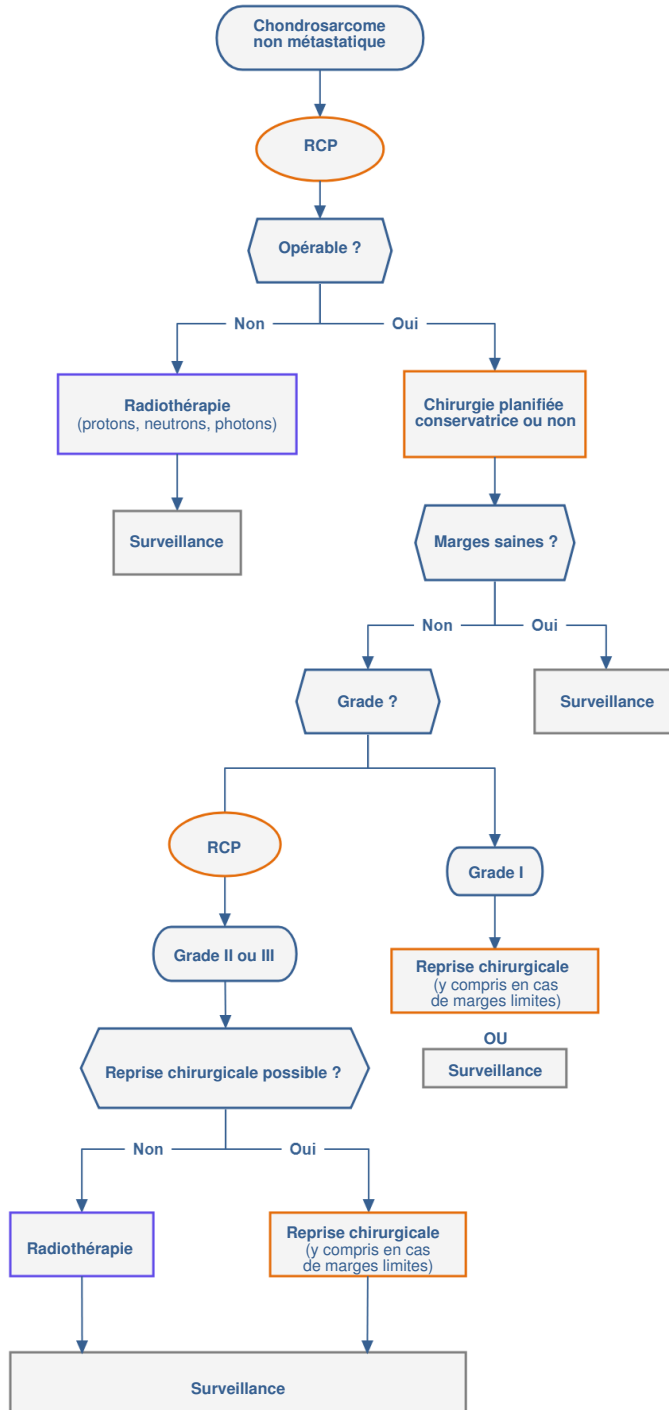 Chondrosarcome
non métastatique
RCP
Opérable ?
Non
Oui
Radiothérapie
(protons, neutrons, photons)
Chirurgie planifiée
conservatrice ou non
Surveillance
Marges saines ?
Non
Oui
Grade ?
Surveillance
RCP
Grade I
Grade II ou III
Reprise chirurgicale
(y compris en cas
de marges limites)
OU
Surveillance
Reprise chirurgicale possible ?
Non
Oui
Radiothérapie
Reprise chirurgicale
(y compris en cas
de marges limites)
Surveillance